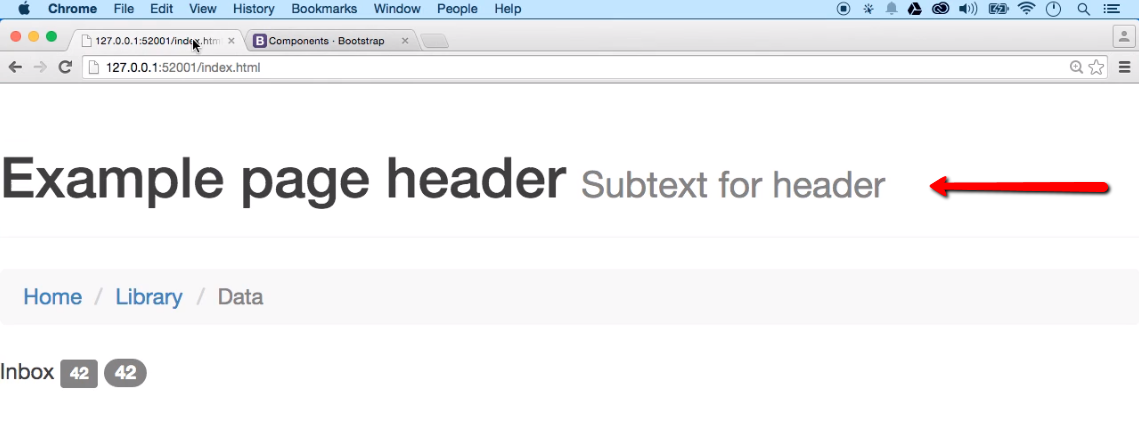 Chrome File Edit View History Bookmarks Window People Help
127.0.0.1:52001/index.htm
Components · Bootstrap
127.0.0.1:52001/index.html
Example page header Subtext for header
Home / Library / Data
Inbox 42 42